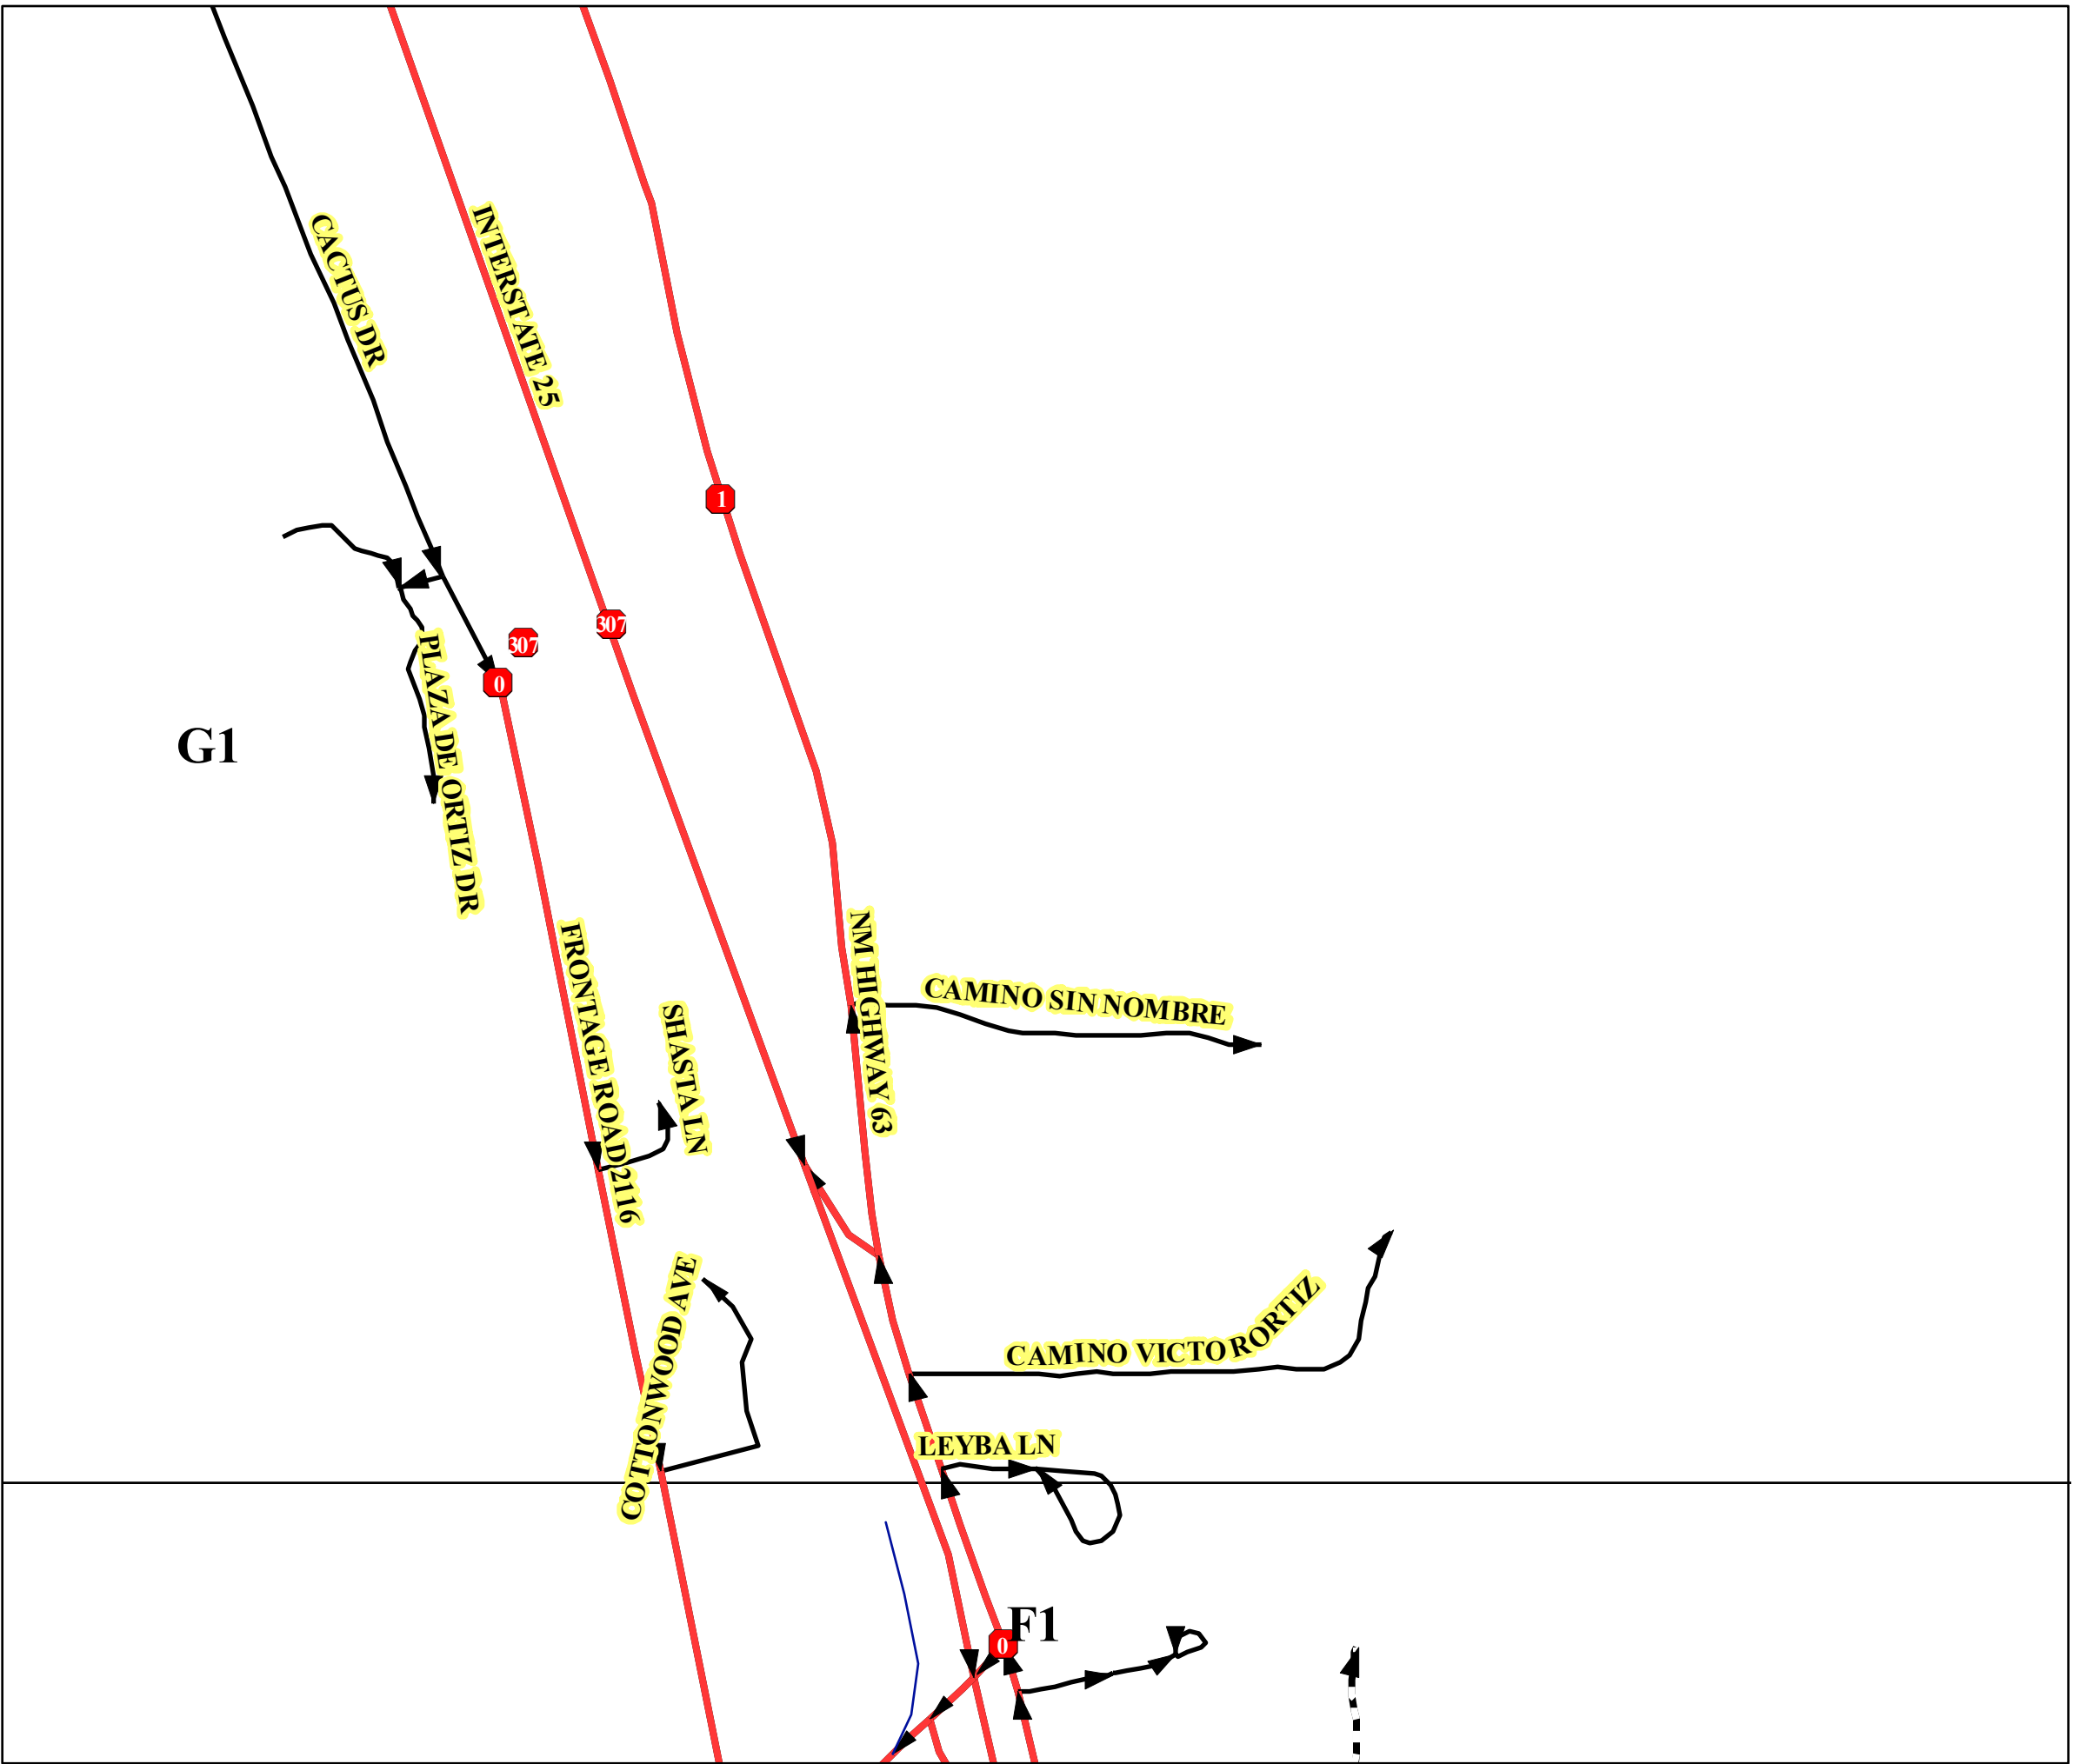 CACTUS DR
INTERSTATE 25
1
307
307
0
G1
PLAZA DE ORTIZ DR
NM HIGHWAY 63
FRONTAGE ROAD 2116
CAMINO SIN NOMBRE
SHASTA LN
COTTONWOOD AVE
CAMINO VICTOR ORTIZ
LEYBA LN
F1
0